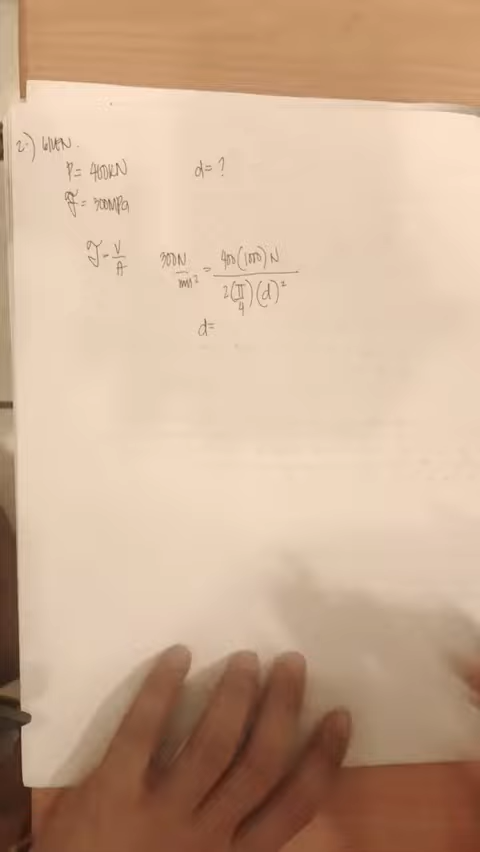 2.) GIVEN.
P = 400KN d = ?
𝒯 = 300MPa
𝒯 = V/A 300N/mm² = 400(1000)N / 2(π/4)(d)²
d =